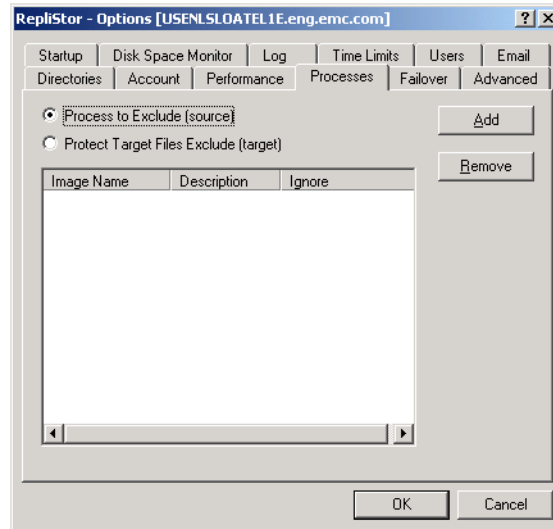 RepliStor - Options [USENLSLOATEL1E.eng.emc.com]
Startup Disk Space Monitor Log Time Limits Users Email
Directories Account Performance Processes Failover Advanced
Process to Exclude (source)
Add
Protect Target Files Exclude (target)
Remove
Image Name Description Ignore
OK Cancel